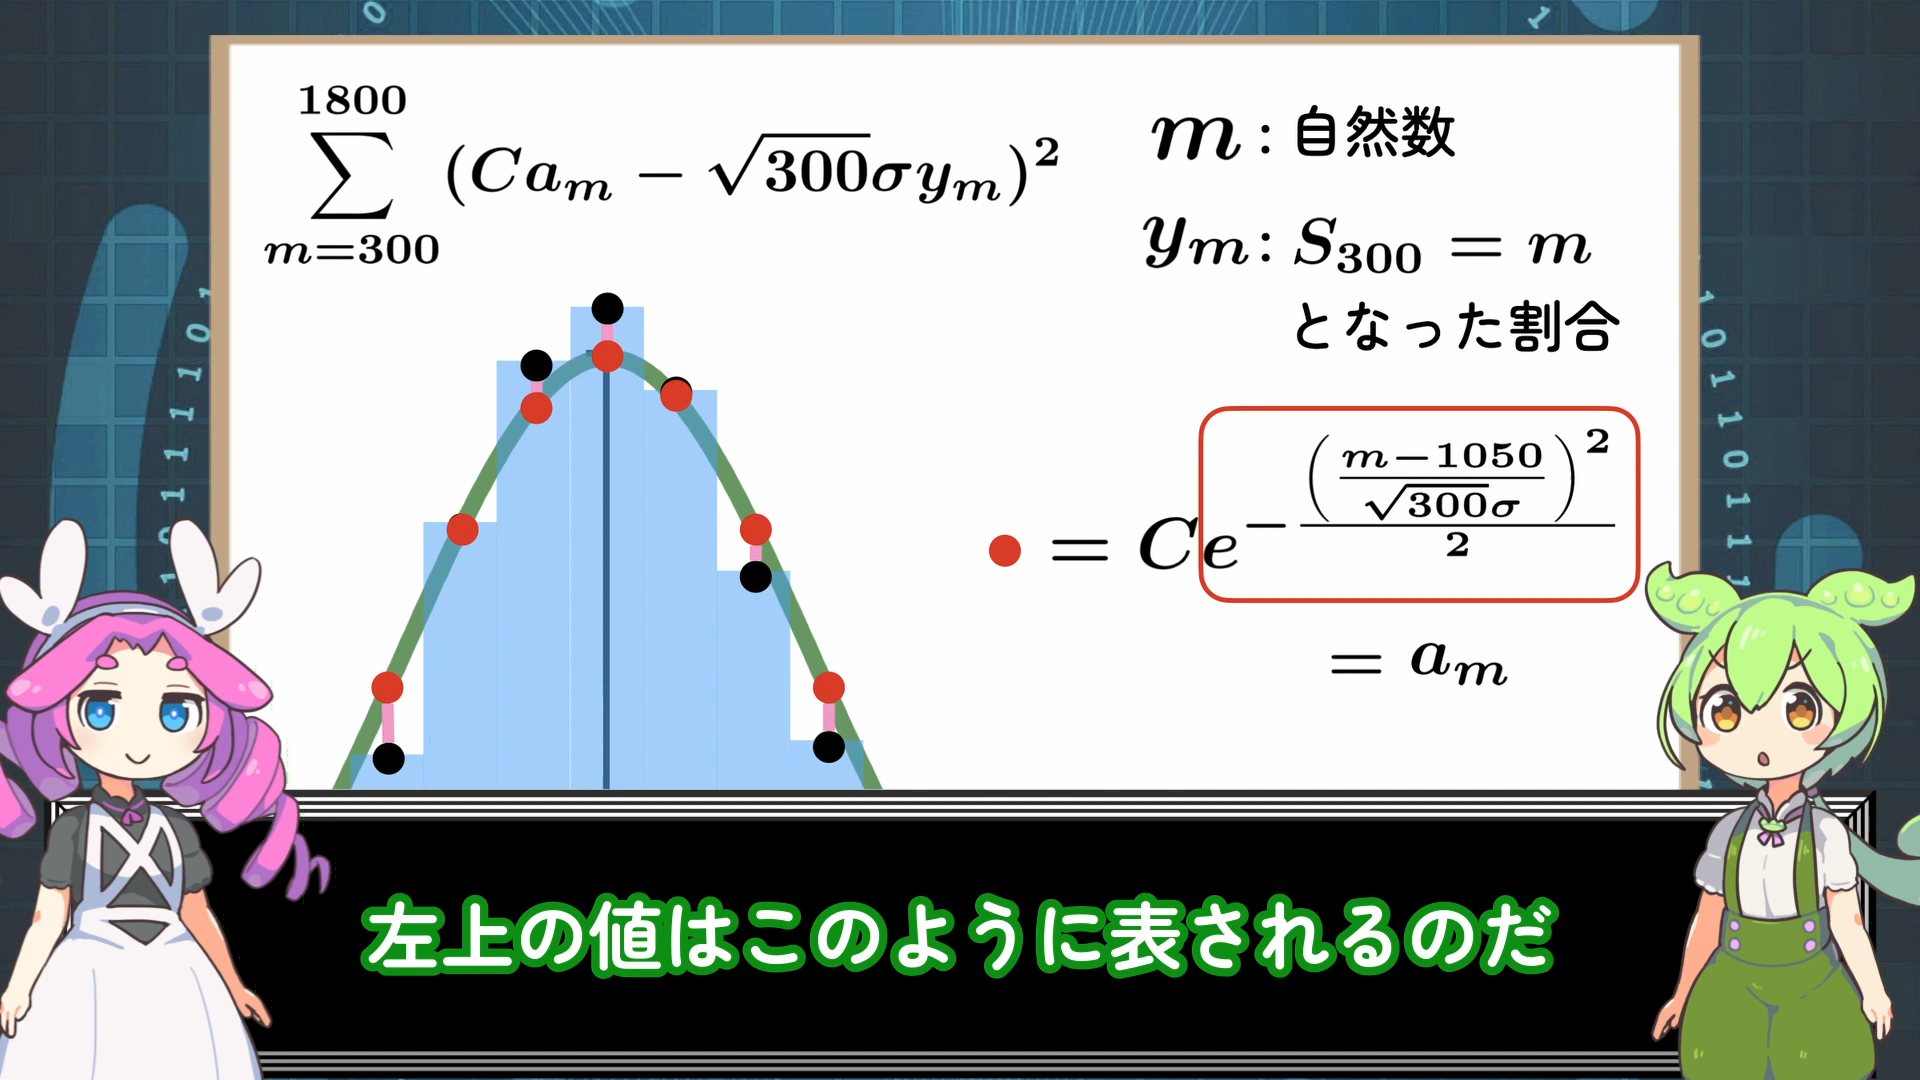 1800
∑ (Ca_m − √300σy_m)²
m=300
m : 自然数
y_m : S_300 = m
となった割合
= Ce^{−((m−1050)/(√300σ))²/2}
= a_m
左上の値はこのように表されるのだ